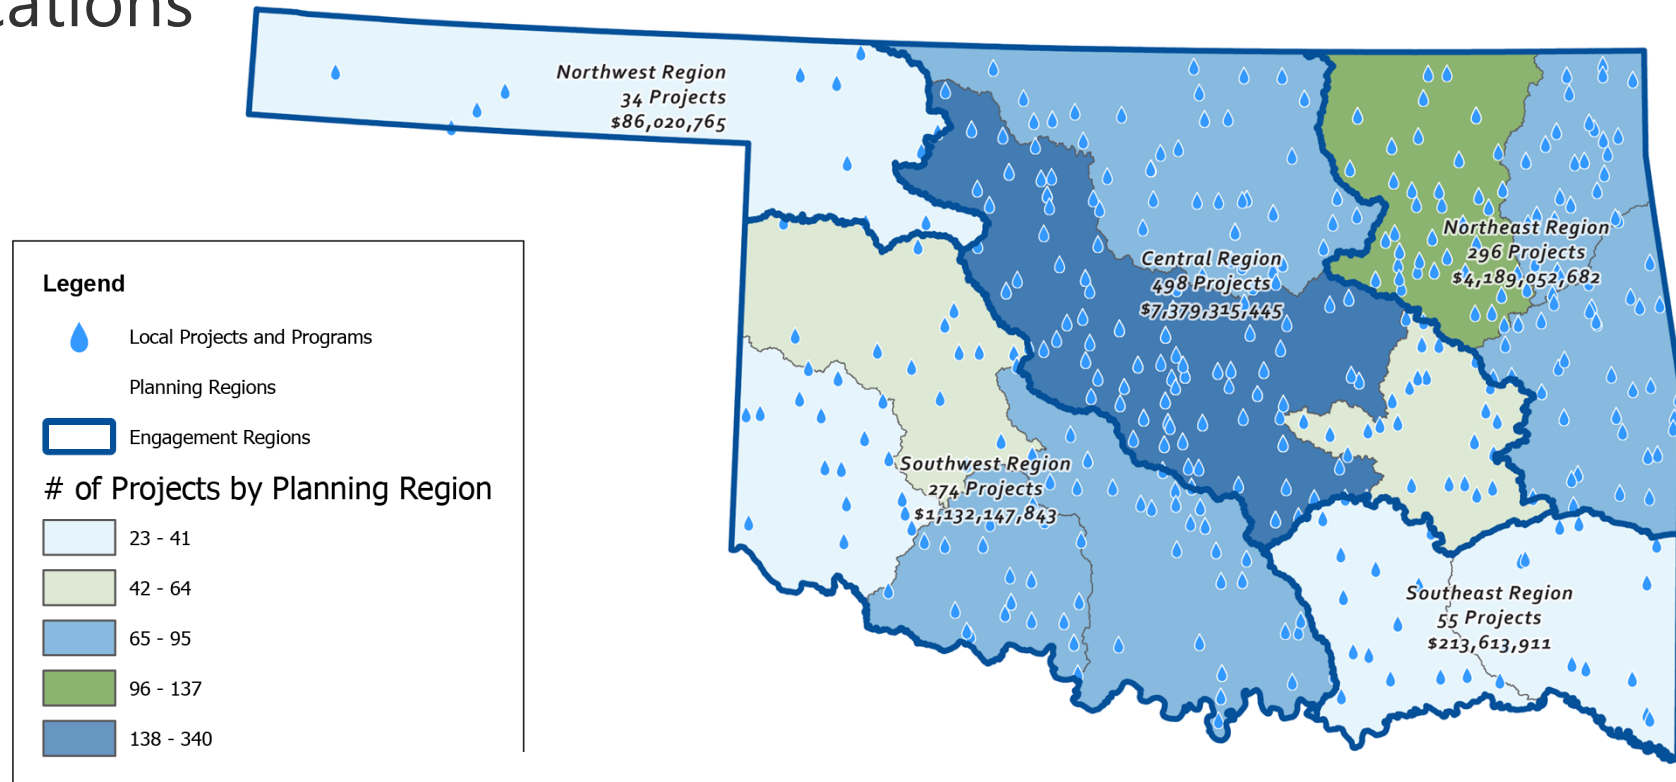 Northwest Region
34 Projects
$86,020,765
Central Region
498 Projects
$7,379,315,445
Northeast Region
296 Projects
$4,189,052,682
Southwest Region
274 Projects
$1,132,147,843
Southeast Region
55 Projects
$213,613,911
Legend
Local Projects and Programs
Planning Regions
Engagement Regions
# of Projects by Planning Region
23 - 41
42 - 64
65 - 95
96 - 137
138 - 340